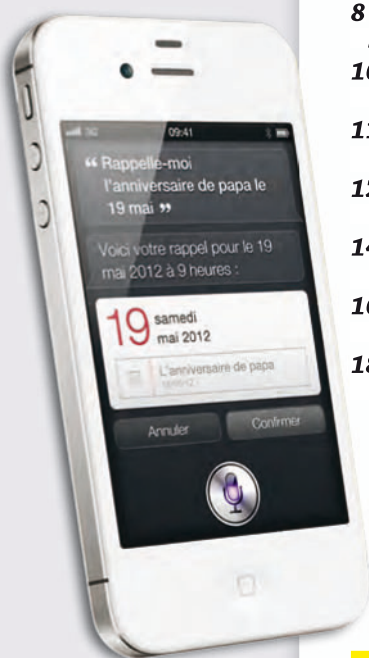 3G 09:41
“ Rappelle-moi
l'anniversaire de papa le
19 mai ”
Voici votre rappel pour le 19
mai 2012 à 9 heures :
19 samedi
mai 2012
L'anniversaire de papa
Annuler Confirmer
8
10
11
12
14
16
18